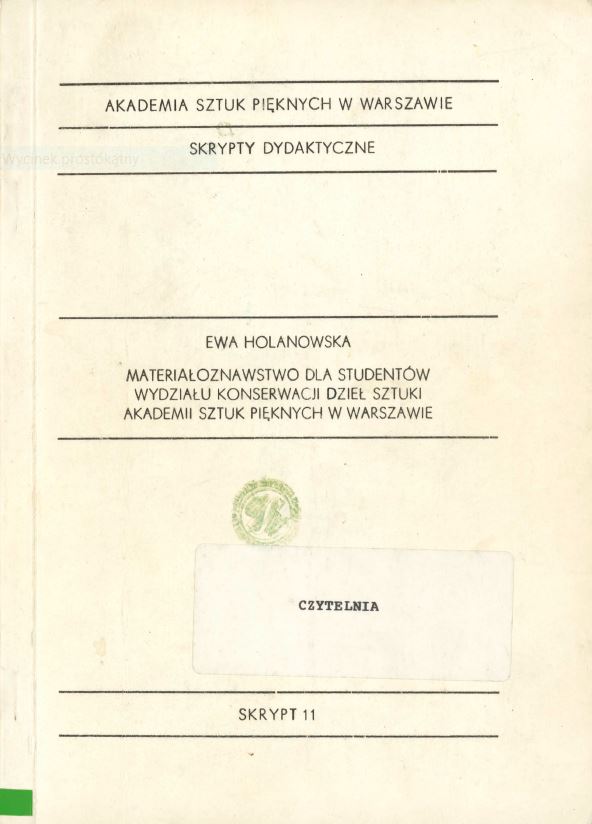 AKADEMIA SZTUK PIĘKNYCH W WARSZAWIE
SKRYPTY DYDAKTYCZNE
Wycinek prostokątny
EWA HOLANOWSKA
MATERIAŁOZNAWSTWO DLA STUDENTÓW
WYDZIAŁU KONSERWACJI DZIEŁ SZTUKI
AKADEMII SZTUK PIĘKNYCH W WARSZAWIE
CZYTELNIA
SKRYPT 11